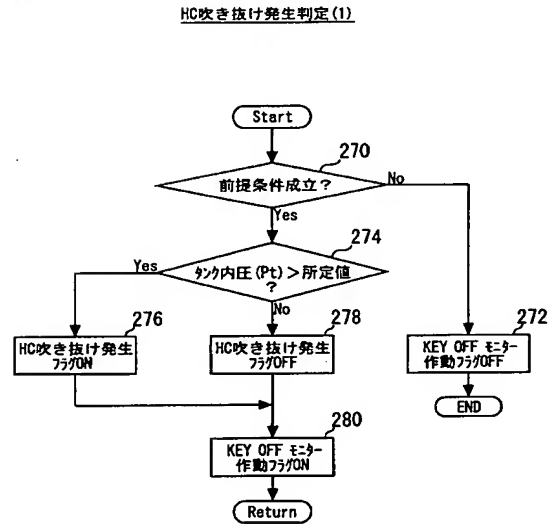 HC吹き抜け発生判定(1)
Start
270
前提条件成立?
No
Yes
274
タンク内圧(Pt)>所定値
?
Yes
No
276
HC吹き抜け発生
フラグON
278
HC吹き抜け発生
フラグOFF
272
KEY OFF モニター
作動フラグOFF
END
280
KEY OFF モニター
作動フラグON
Return